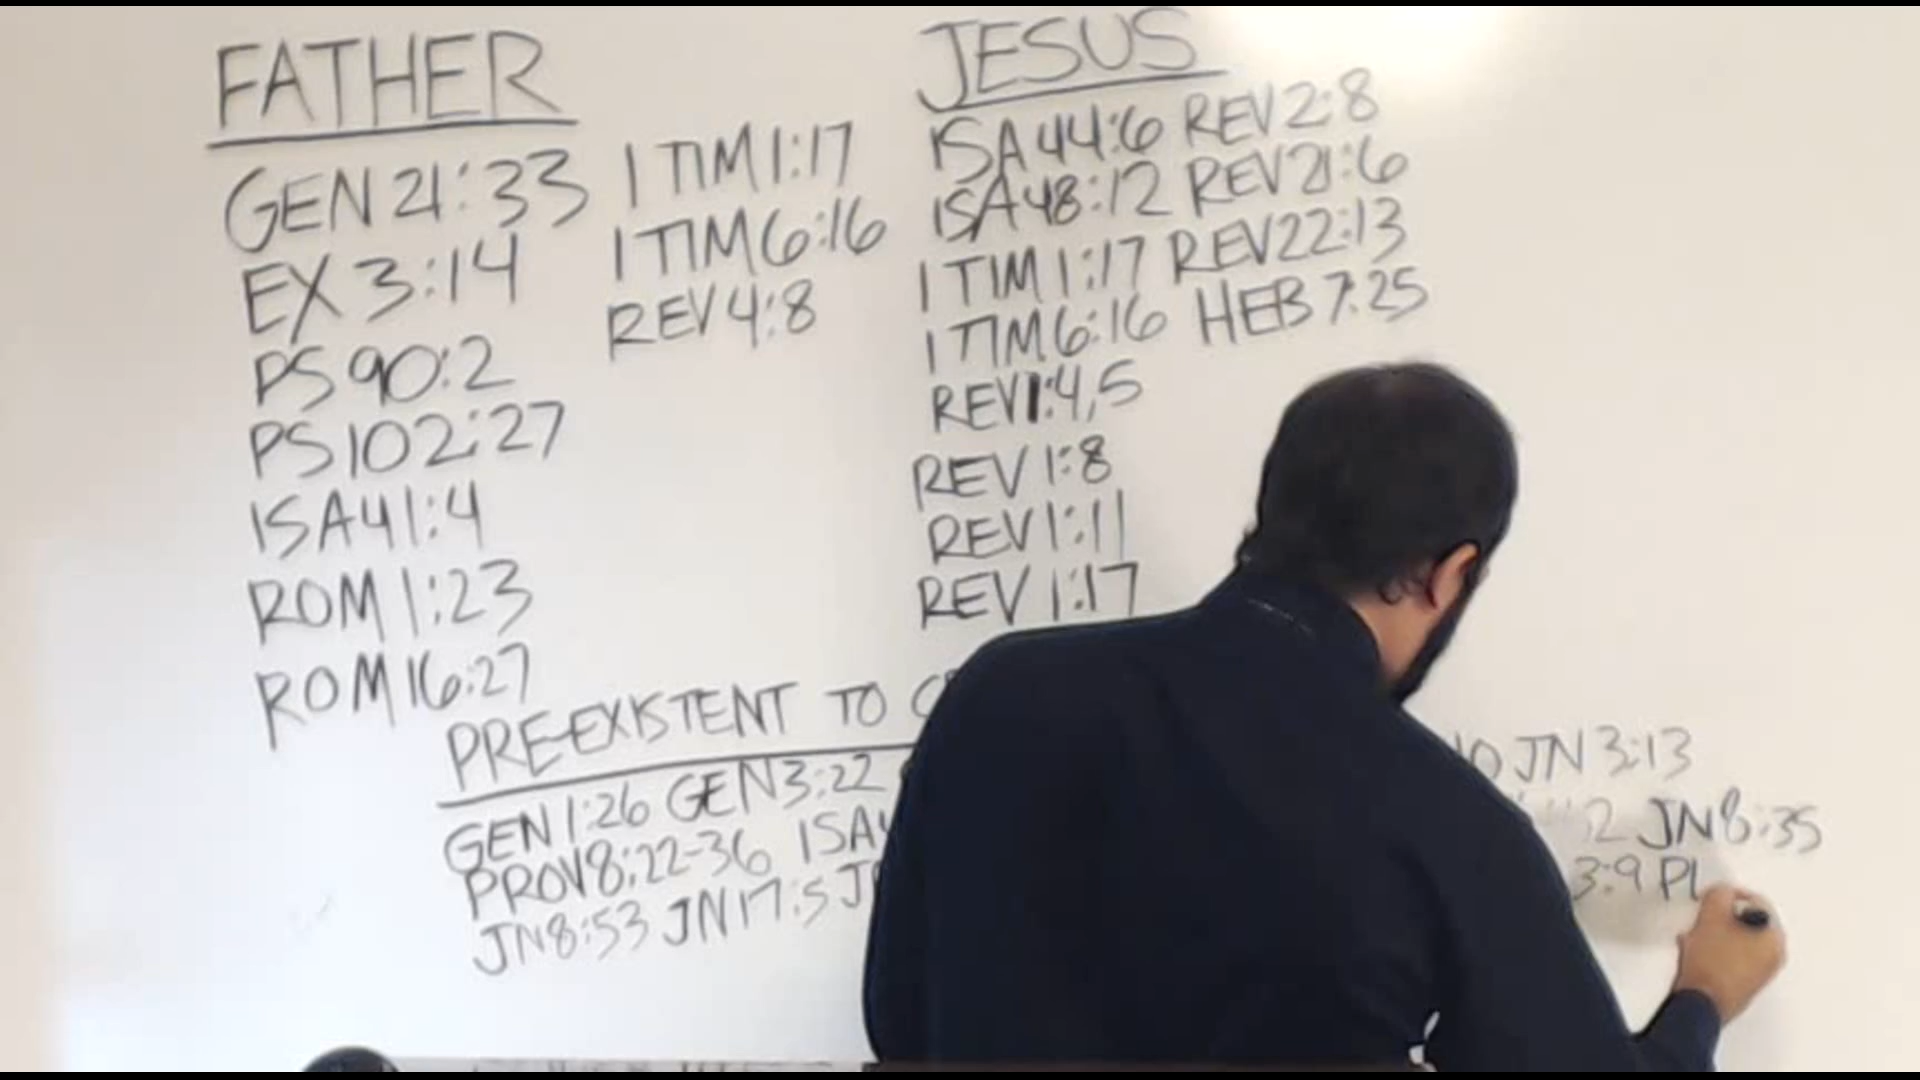 FATHER
GEN 21:33
EX 3:14
PS 90:2
PS 102:27
ISA 41:4
ROM 1:23
ROM 16:27
1 TIM 1:17
1 TIM 6:16
REV 4:8
JESUS
ISA 44:6 REV 2:8
ISA 48:12 REV 21:6
1 TIM 1:17 REV 22:13
1 TIM 6:16 HEB 7:25
REV 1:4,5
REV 1:8
REV 1:11
REV 1:17
PRE-EXISTENT TO
GEN 1:26 GEN 3:22 JN 3:13
PROV 8:22-36 ISA JN 8:35
JN 8:53 JN 17:5 3:9